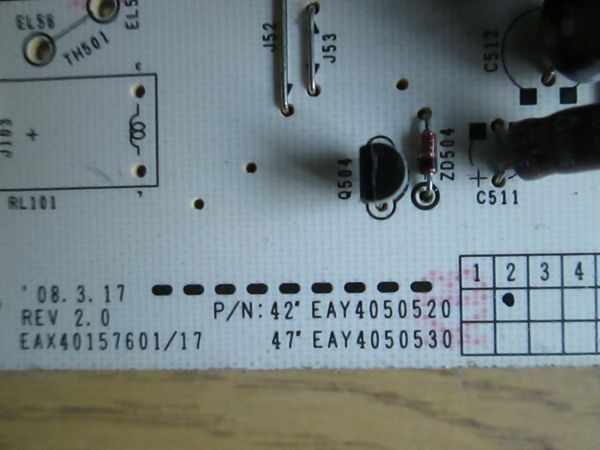 EL56
EL5
TH501
J52
J53
C512
J103
Q504
ZD504
C511
RL101
'08.3.17
REV 2.0
EAX40157601/17
P/N:42" EAY4050520
47" EAY4050530
1 2 3 4